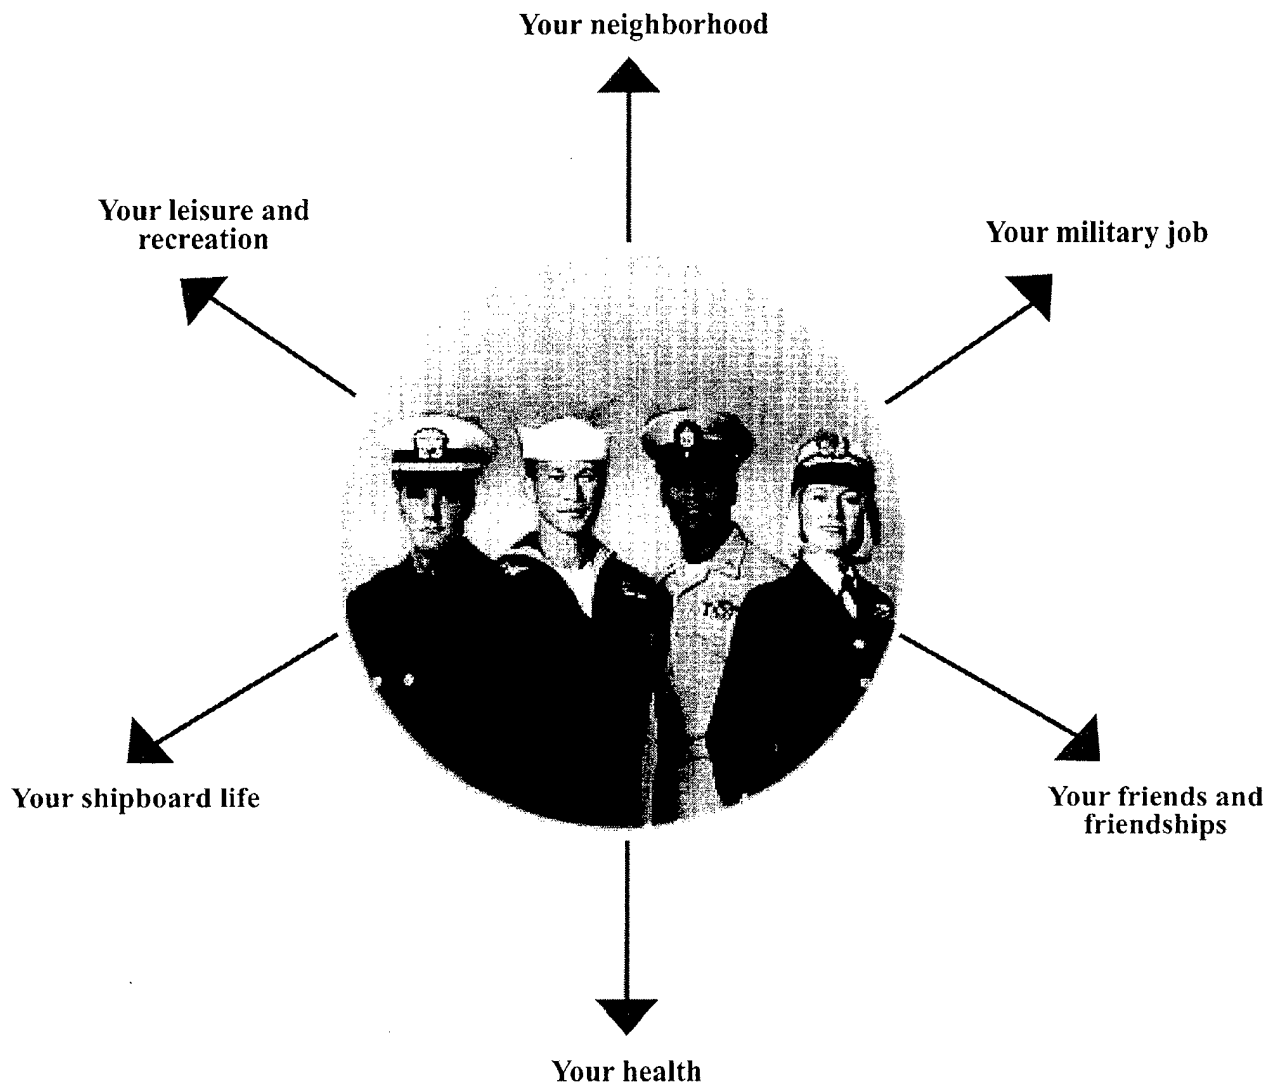 Your neighborhood
Your leisure and
recreation
Your military job
Your shipboard life
Your friends and
friendships
Your health